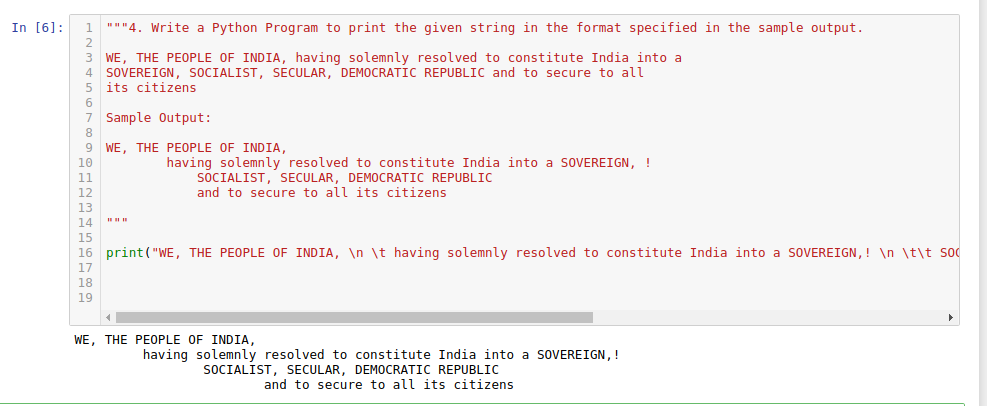 In [6]:
1 """4. Write a Python Program to print the given string in the format specified in the sample output.
2
3 WE, THE PEOPLE OF INDIA, having solemnly resolved to constitute India into a
4 SOVEREIGN, SOCIALIST, SECULAR, DEMOCRATIC REPUBLIC and to secure to all
5 its citizens
6
7 Sample Output:
8
9 WE, THE PEOPLE OF INDIA,
10         having solemnly resolved to constitute India into a SOVEREIGN, !
11             SOCIALIST, SECULAR, DEMOCRATIC REPUBLIC
12             and to secure to all its citizens
13
14 """
15
16 print("WE, THE PEOPLE OF INDIA, \n \t having solemnly resolved to constitute India into a SOVEREIGN,! \n \t\t SOC
17
18
19
WE, THE PEOPLE OF INDIA,
         having solemnly resolved to constitute India into a SOVEREIGN,!
                 SOCIALIST, SECULAR, DEMOCRATIC REPUBLIC
                         and to secure to all its citizens